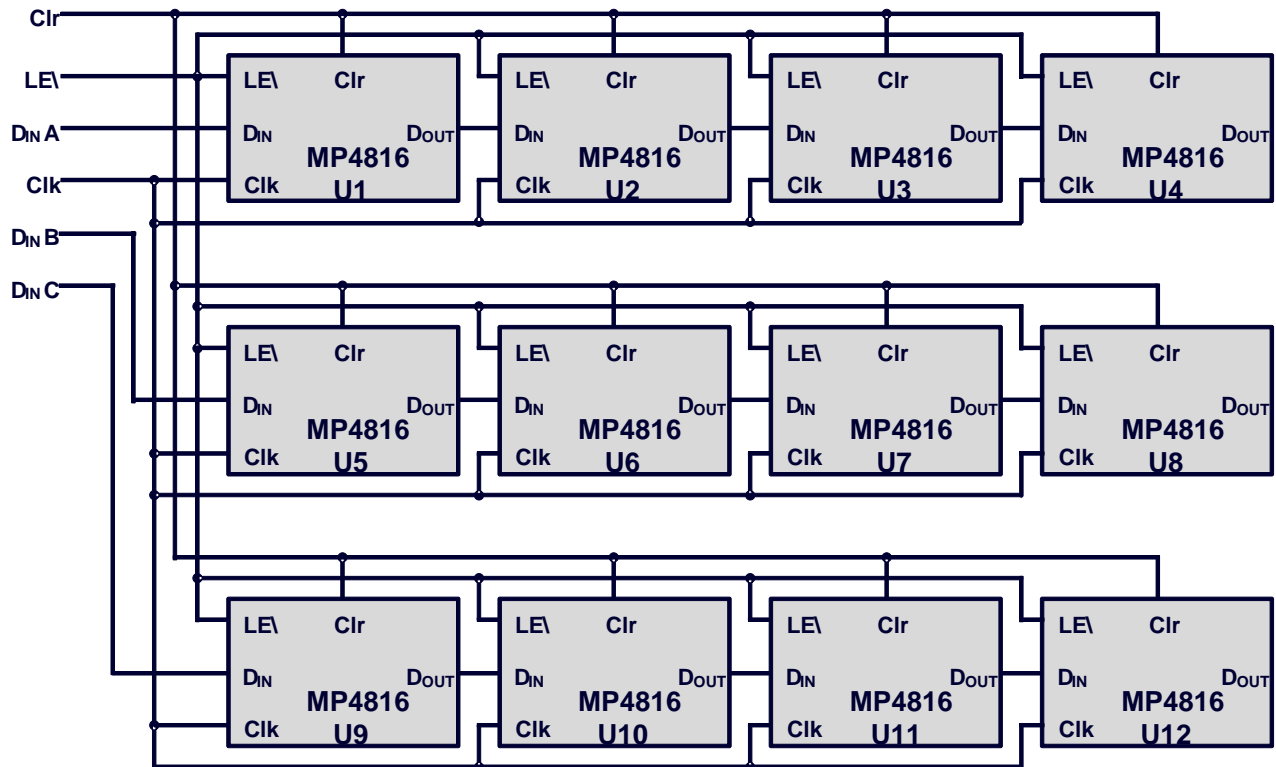 Clr
LE\
DIN A
Clk
DIN B
DIN C
LE\ Clr
DIN DOUT
MP4816
Clk U1
LE\ Clr
DIN DOUT
MP4816
Clk U2
LE\ Clr
DIN DOUT
MP4816
Clk U3
LE\ Clr
DIN
MP4816
Clk U4
LE\ Clr
DIN DOUT
MP4816
Clk U5
LE\ Clr
DIN DOUT
MP4816
Clk U6
LE\ Clr
DIN DOUT
MP4816
Clk U7
LE\ Clr
DIN
MP4816
Clk U8
LE\ Clr
DIN DOUT
MP4816
Clk U9
LE\ Clr
DIN DOUT
MP4816
Clk U10
LE\ Clr
DIN DOUT
MP4816
Clk U11
LE\ Clr
DIN
MP4816
Clk U12